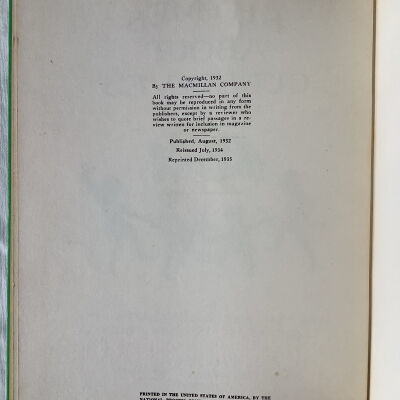 Copyright, 1932
By THE MACMILLAN COMPANY
All rights reserved—no part of this
book may be reproduced in any form
without permission in writing from the
publishers, except by a reviewer who
wishes to quote brief passages in a re-
view written for inclusion in magazine
or newspaper.
Published, August, 1932
Reissued July, 1934
Reprinted December, 1935
PRINTED IN THE UNITED STATES OF AMERICA, BY THE
NATIONAL